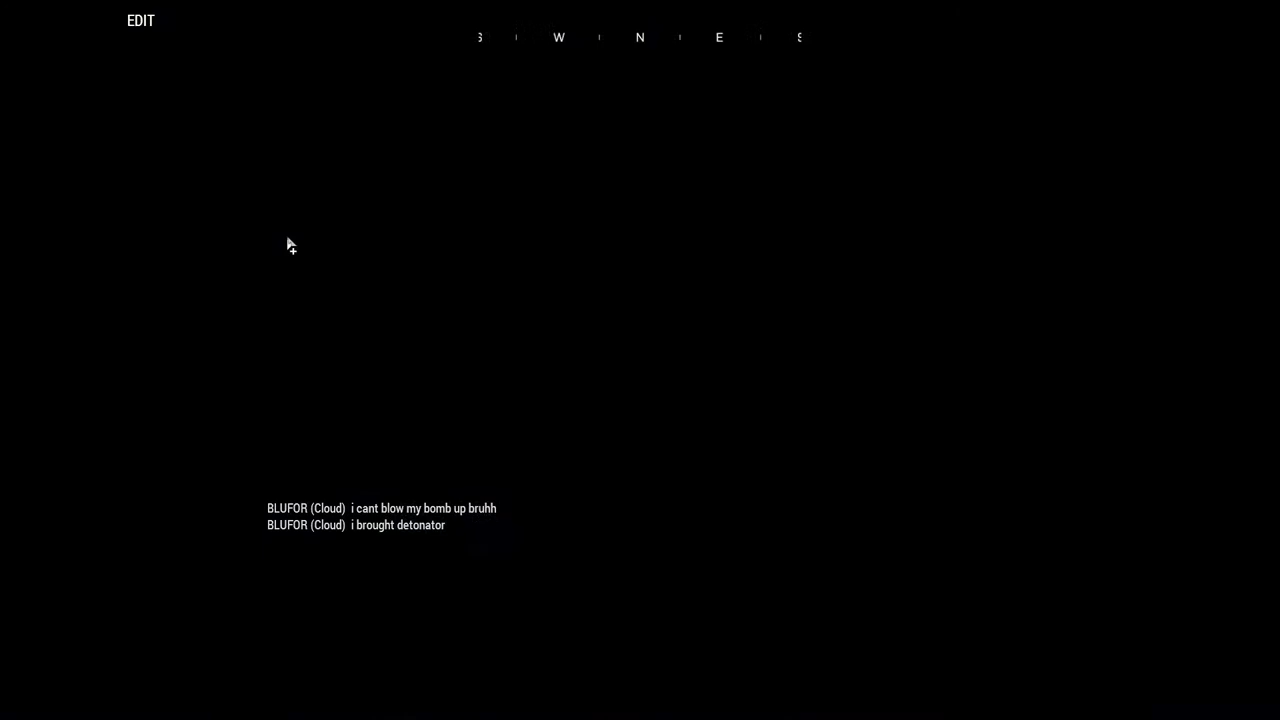 EDIT
S W N E S
BLUFOR (Cloud) i cant blow my bomb up bruhh
BLUFOR (Cloud) i brought detonator